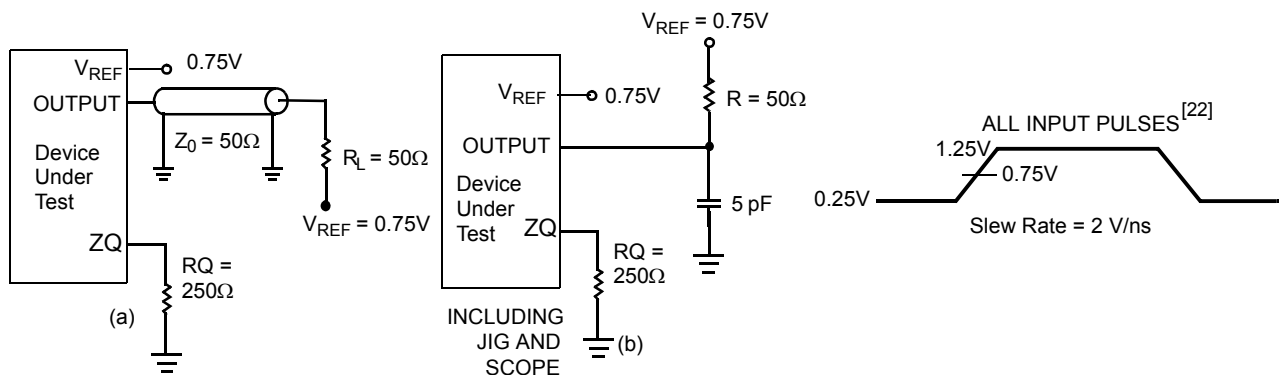 V_REF
0.75V
OUTPUT
Z_0 = 50Ω
Device
Under
Test
R_L = 50Ω
V_REF = 0.75V
ZQ
RQ =
250Ω
(a)
V_REF = 0.75V
R = 50Ω
V_REF
0.75V
OUTPUT
Device
Under
Test
5 pF
ZQ
RQ =
250Ω
INCLUDING
JIG AND
SCOPE
(b)
ALL INPUT PULSES[22]
1.25V
0.75V
0.25V
Slew Rate = 2 V/ns